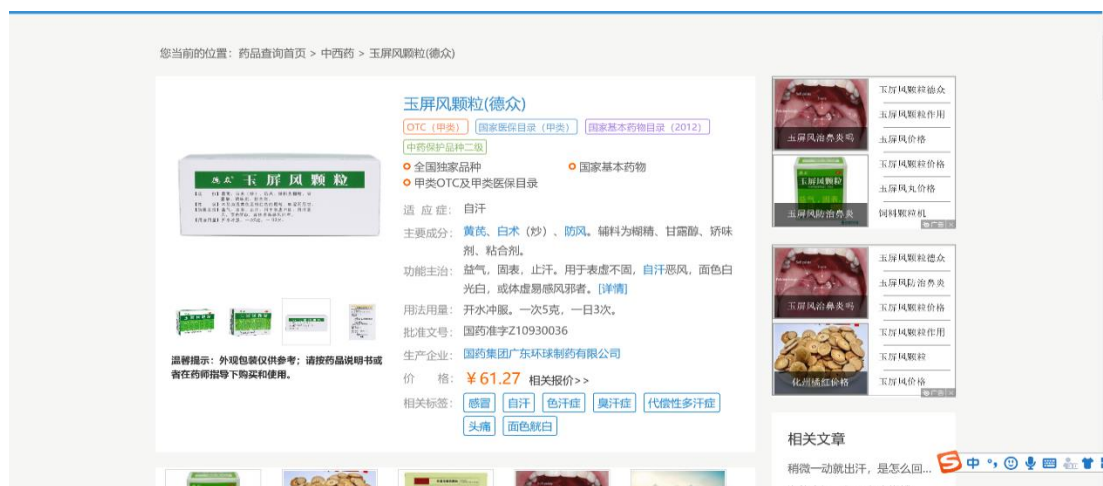 您当前的位置：药品查询首页 > 中西药 > 玉屏风颗粒(德众)
玉屏风颗粒(德众)
OTC（甲类） 国家医保目录（甲类） 国家基本药物目录（2012）
中药保护品种二级
全国独家品种 国家基本药物
甲类OTC及甲类医保目录
适 应 症： 自汗
主要成分： 黄芪、白术（炒）、防风。辅料为糊精、甘露醇、矫味
剂、粘合剂。
功能主治： 益气，固表，止汗。用于表虚不固，自汗恶风，面色白
光白，或体虚易感风邪者。[详情]
用法用量： 开水冲服。一次5克，一日3次。
批准文号： 国药准字Z10930036
生产企业： 国药集团广东环球制药有限公司
价 格： ￥61.27 相关报价>>
相关标签： 感冒 自汗 色汗症 臭汗症 代偿性多汗症
头痛 面色皝白
玉屏风颗粒
温馨提示：外观包装仅供参考；请按药品说明书或
者在药师指导下购买和使用。
玉屏风治鼻炎吗
玉屏风颗粒
玉屏风防治鼻炎
玉屏风颗粒德众
玉屏风颗粒作用
玉屏风价格
玉屏风颗粒价格
玉屏风丸价格
饲料颗粒机
广告
玉屏风治鼻炎吗
化州橘红价格
玉屏风颗粒德众
玉屏风防治鼻炎
玉屏风颗粒价格
玉屏风颗粒作用
玉屏风颗粒
玉屏风价格
广告
相关文章
稍微一动就出汗，是怎么回...
中